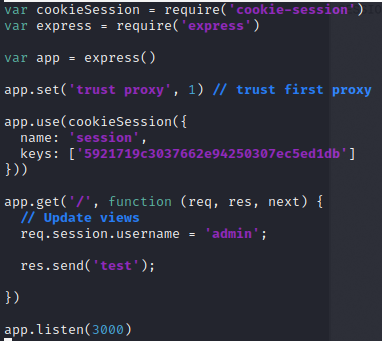 var cookieSession = require('cookie-session')
var express = require('express')
var app = express()
app.set('trust proxy', 1) // trust first proxy
app.use(cookieSession({
name: 'session',
keys: ['5921719c3037662e94250307ec5ed1db']
}))
app.get('/', function (req, res, next) {
// Update views
req.session.username = 'admin';
res.send('test');
})
app.listen(3000)